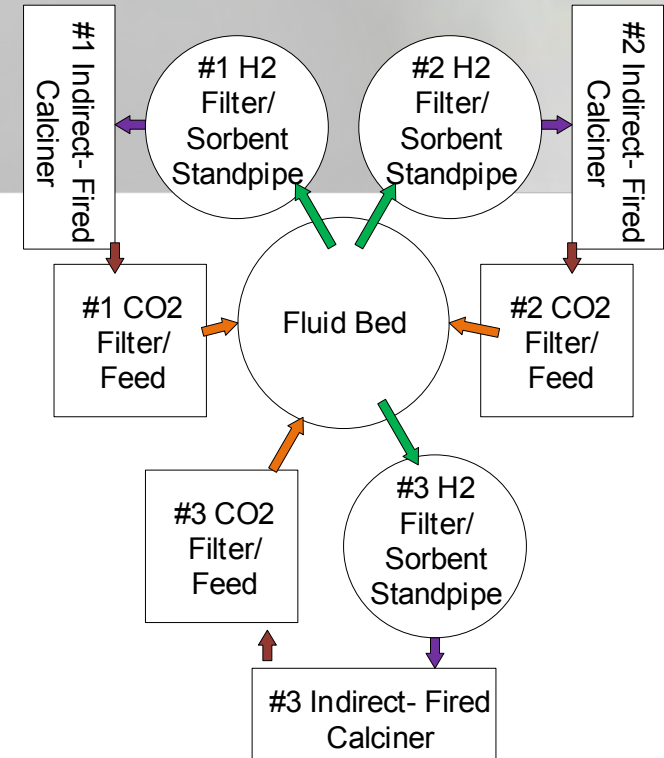 #1 Indirect- Fired
Calciner
#1 H2
Filter/
Sorbent
Standpipe
#2 H2
Filter/
Sorbent
Standpipe
#2 Indirect- Fired
Calciner
#1 CO2
Filter/
Feed
Fluid Bed
#2 CO2
Filter/
Feed
#3 CO2
Filter/
Feed
#3 H2
Filter/
Sorbent
Standpipe
#3 Indirect- Fired
Calciner